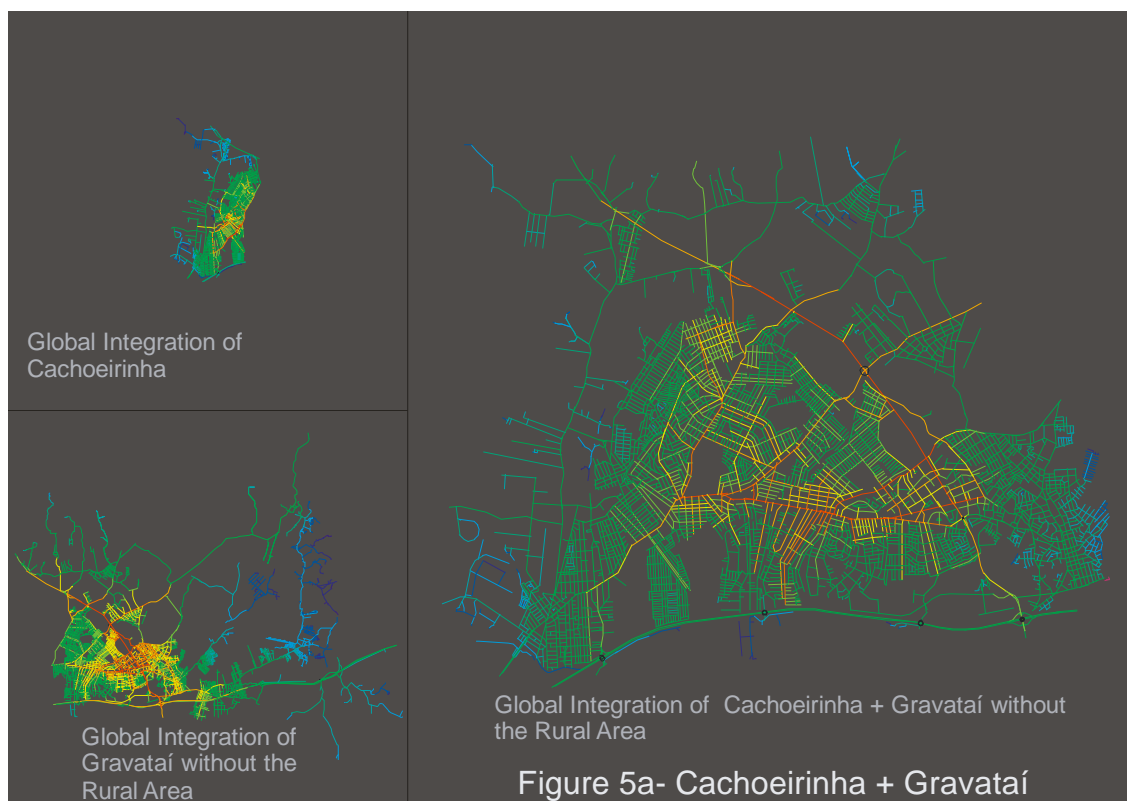 Global Integration of
Cachoeirinha
Global Integration of
Gravataí without the
Rural Area
Global Integration of Cachoeirinha + Gravataí without
the Rural Area
Figure 5a- Cachoeirinha + Gravataí